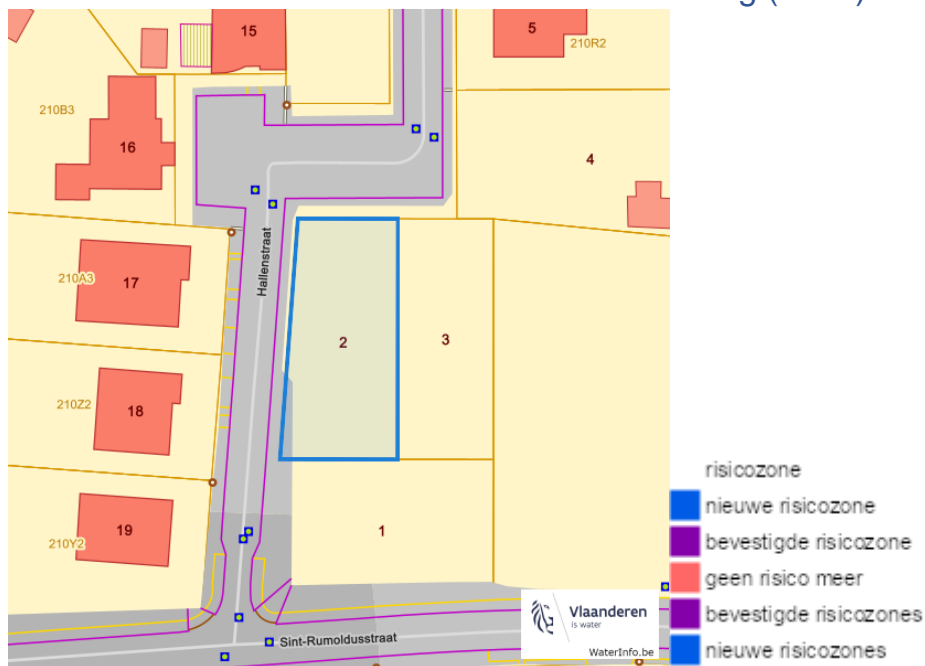 15
5
210R2
210B3
16
4
Hallenstraat
210A3
17
2
3
210Z2
18
1
210Y2
19
Sint-Rumoldusstraat
Vlaanderen
is water
WaterInfo.be
risicozone
nieuwe risicozone
bevestigde risicozone
geen risico meer
bevestigde risicozones
nieuwe risicozones